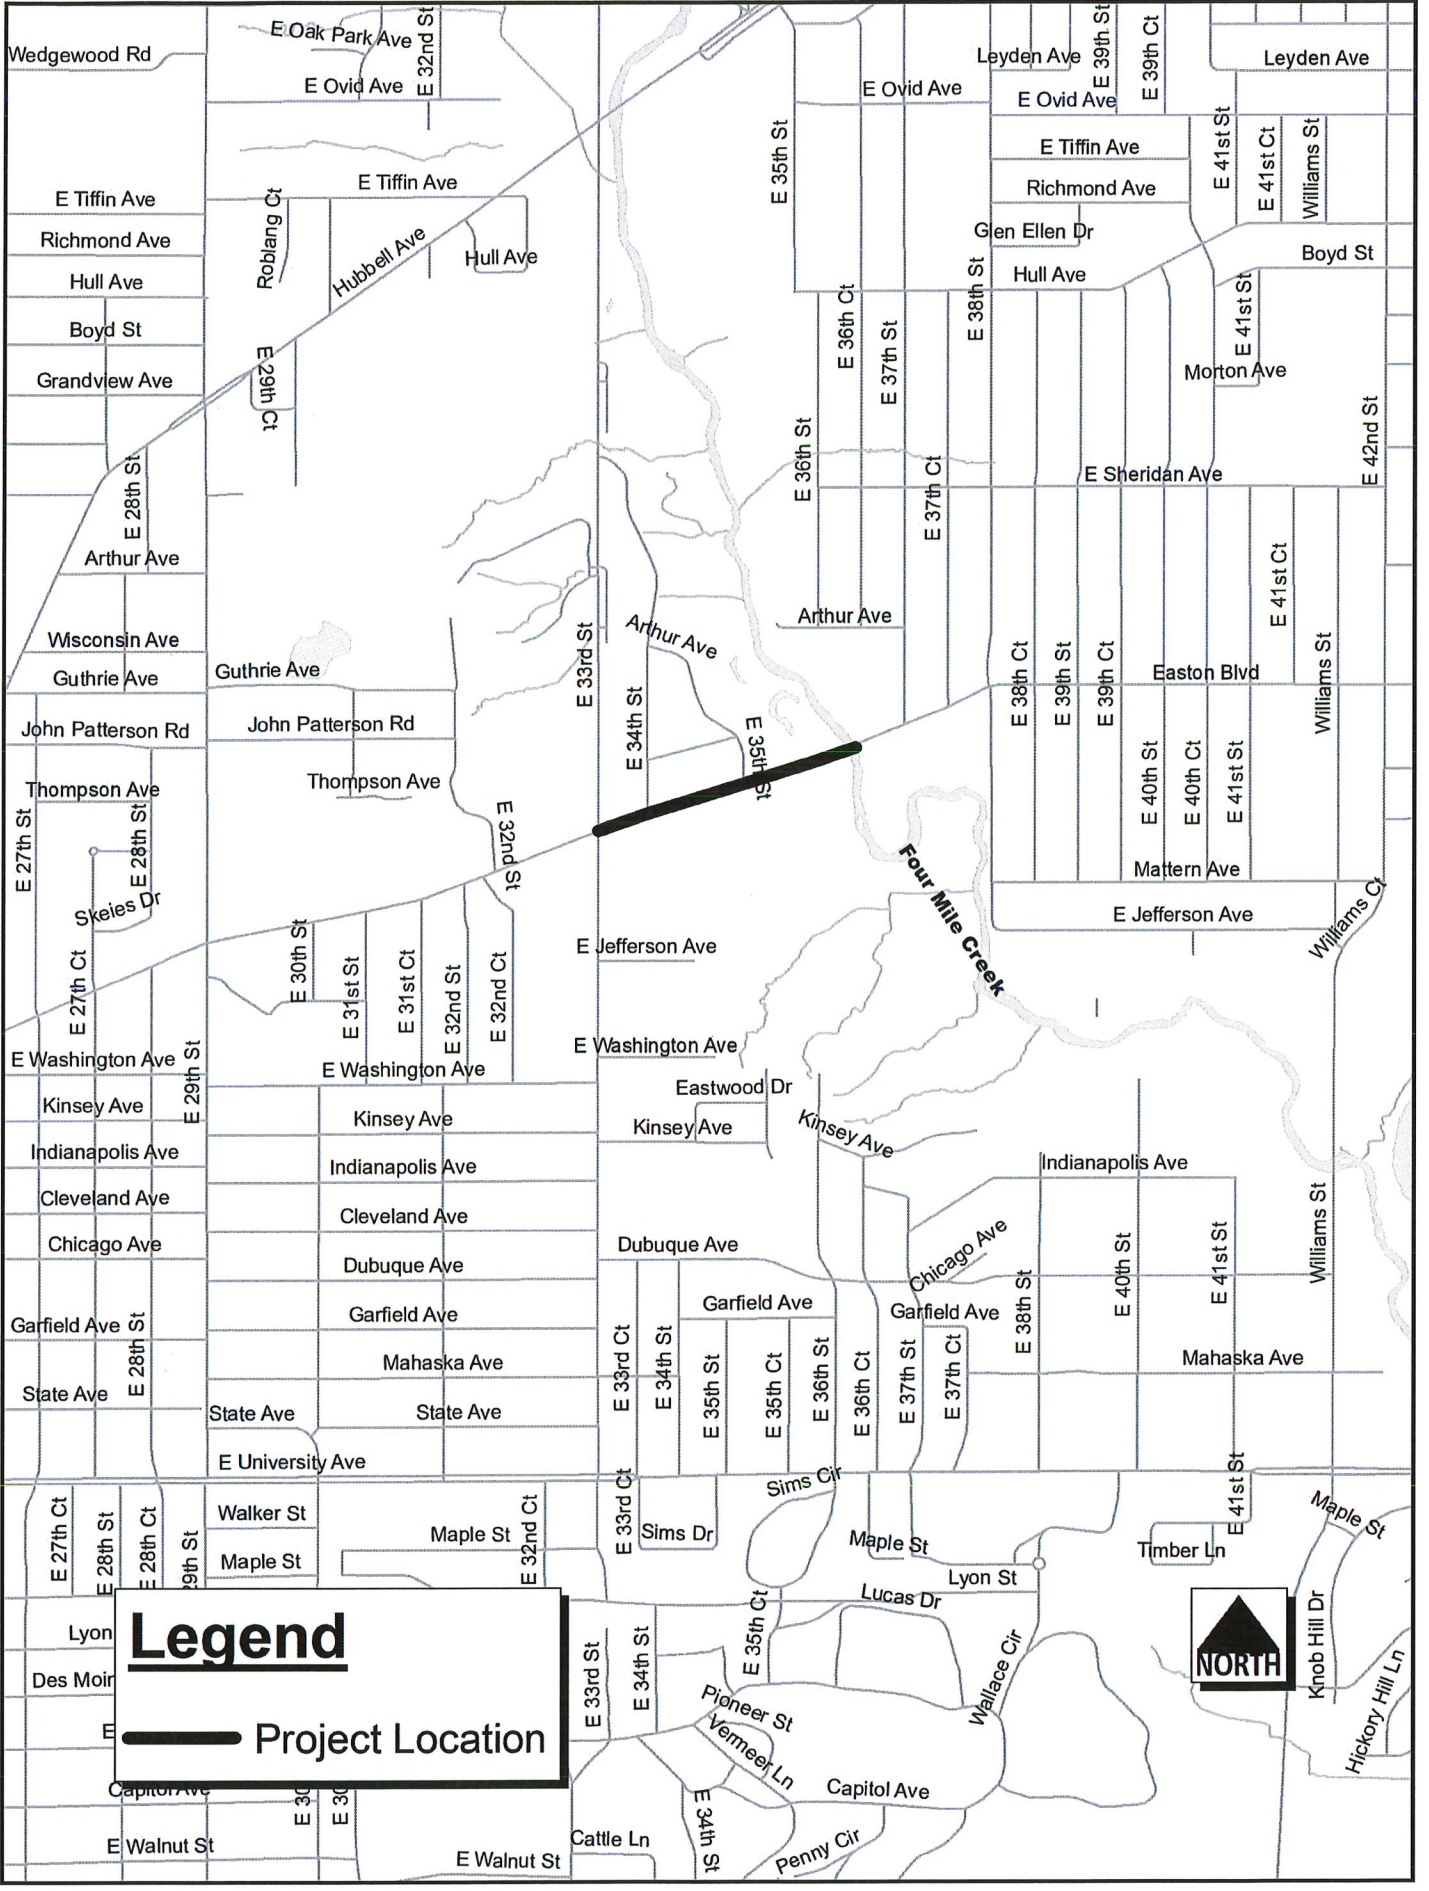 E Oak Park Ave
E 32nd St
E 39th St
E 39th Ct
Wedgewood Rd
Leyden Ave
Leyden Ave
E Ovid Ave
E Ovid Ave
E Ovid Ave
E 35th St
E Tiffin Ave
E 41st St
E 41st Ct
Williams St
E Tiffin Ave
E Tiffin Ave
Richmond Ave
Roblang Ct
Richmond Ave
Glen Ellen Dr
Hubbell Ave
Hull Ave
Boyd St
Hull Ave
E 38th St
Hull Ave
E 36th Ct
E 41st St
Boyd St
E 37th St
Grandview Ave
E 29th Ct
Morton Ave
E 42nd St
E 36th St
E 28th St
E 37th Ct
E Sheridan Ave
Arthur Ave
E 41st Ct
Arthur Ave
Arthur Ave
Wisconsin Ave
E 33rd St
E 38th Ct
E 39th St
E 39th Ct
Williams St
Guthrie Ave
Guthrie Ave
Easton Blvd
E 34th St
John Patterson Rd
John Patterson Rd
E 35th St
E 40th St
E 40th Ct
E 41st St
Thompson Ave
Thompson Ave
E 27th St
E 28th St
E 32nd St
Mattern Ave
Four Mile Creek
Skeies Dr
E Jefferson Ave
Williams Ct
E 27th Ct
E 30th St
E 31st St
E 31st Ct
E 32nd St
E 32nd Ct
E Jefferson Ave
E Washington Ave
E Washington Ave
E 29th St
E Washington Ave
Eastwood Dr
Kinsey Ave
Kinsey Ave
Kinsey Ave
Kinsey Ave
Indianapolis Ave
Indianapolis Ave
Indianapolis Ave
Cleveland Ave
Cleveland Ave
Williams St
Chicago Ave
Dubuque Ave
Dubuque Ave
Chicago Ave
E 40th St
E 41st St
Garfield Ave
Garfield Ave
Garfield Ave
Garfield Ave
E 38th St
E 28th St
Mahaska Ave
Mahaska Ave
E 33rd Ct
E 34th St
E 35th St
E 35th Ct
E 36th St
E 36th Ct
E 37th St
E 37th Ct
State Ave
State Ave
State Ave
E University Ave
Sims Cir
E 41st St
E 27th Ct
E 28th St
E 28th Ct
29th St
Walker St
Maple St
Maple St
E 32nd Ct
E 33rd Ct
Sims Dr
Maple St
Timber Ln
Maple St
Lyon St
Lucas Dr
Legend
Project Location
Lyon
Des Moin
E
E 33rd St
E 34th St
E 35th Ct
Wallace Cir
NORTH
Knob Hill Dr
Hickory Hill Ln
Pioneer St
Vermeer Ln
Capitol Ave
Capitol Ave
E 30
E 30
E 34th St
E Walnut St
E Walnut St
Cattle Ln
Penny Cir